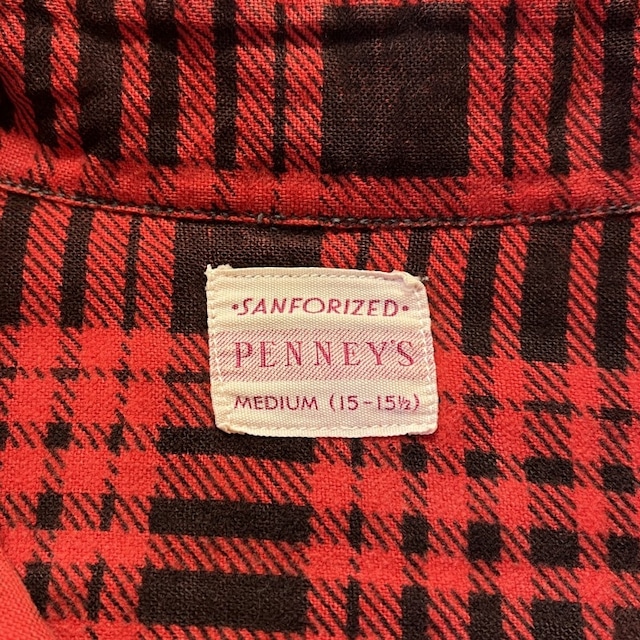 ·SANFORIZED·
PENNEY'S
MEDIUM (15-15½)